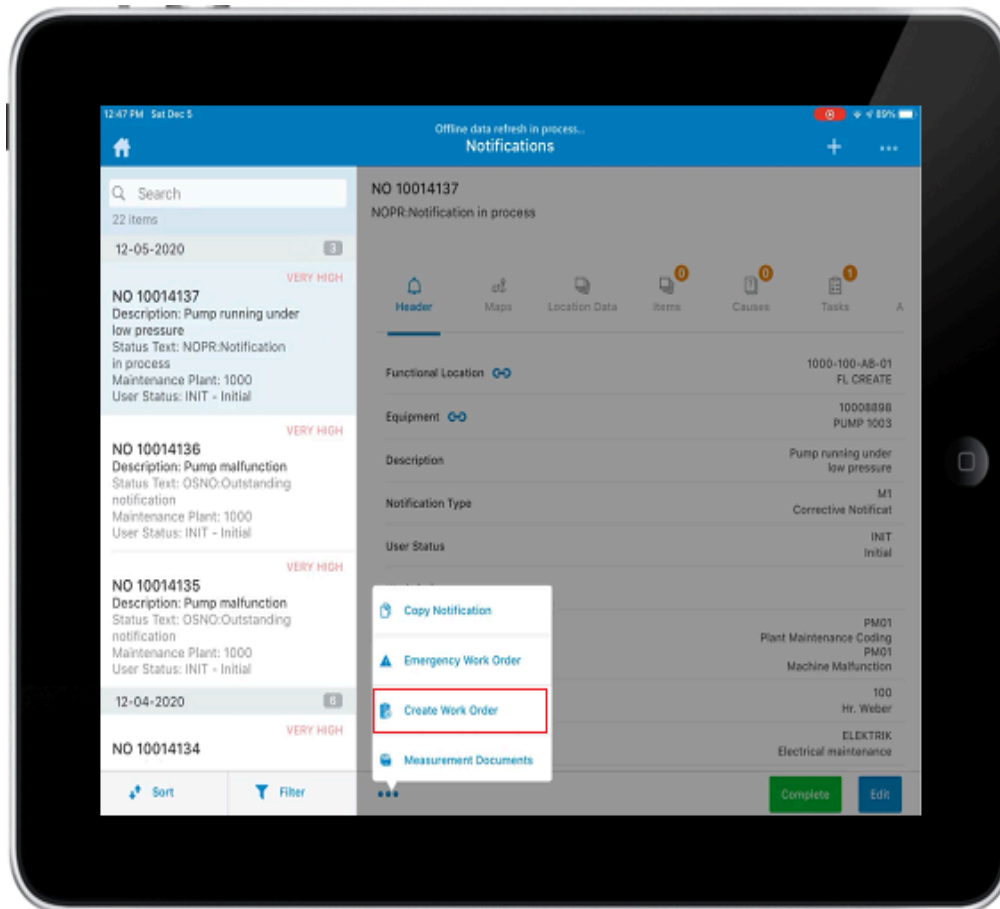 12:47 PM Sat Dec 5
89%
Offline data refresh in process...
Notifications
Search
22 items
12-05-2020
3
VERY HIGH
NO 10014137
Description: Pump running under
low pressure
Status Text: NOPR:Notification
in process
Maintenance Plant: 1000
User Status: INIT - Initial
VERY HIGH
NO 10014136
Description: Pump malfunction
Status Text: OSNO:Outstanding
notification
Maintenance Plant: 1000
User Status: INIT - Initial
VERY HIGH
NO 10014135
Description: Pump malfunction
Status Text: OSNO:Outstanding
notification
Maintenance Plant: 1000
User Status: INIT - Initial
12-04-2020
6
VERY HIGH
NO 10014134
Sort
Filter
NO 10014137
NOPR:Notification in process
Header
Maps
Location Data
0
Items
0
Causes
1
Tasks
A
Functional Location
1000-100-AB-01
FL CREATE
Equipment
10008898
PUMP 1003
Description
Pump running under
low pressure
Notification Type
M1
Corrective Notificat
User Status
INIT
Initial
PM01
Plant Maintenance Coding
PM01
Machine Malfunction
100
Hr. Weber
ELEKTRIK
Electrical maintenance
Copy Notification
Emergency Work Order
Create Work Order
Measurement Documents
Complete
Edit